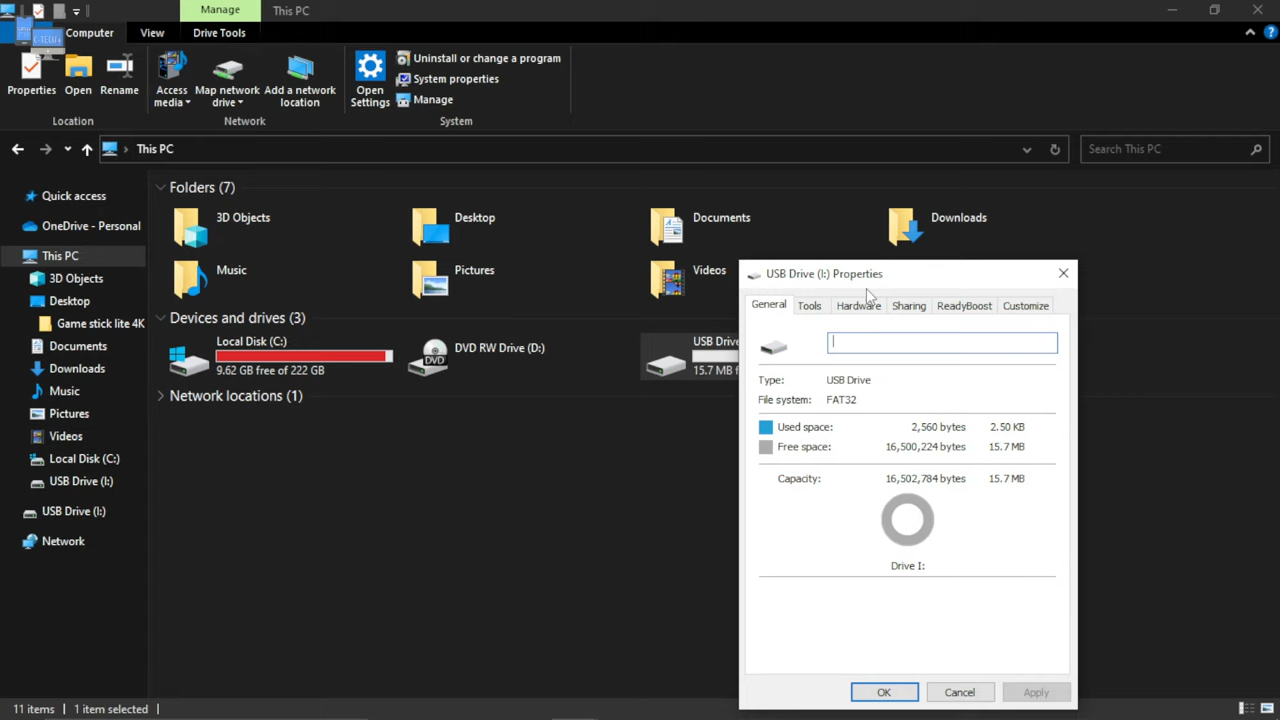 Manage
This PC
Computer
View
Drive Tools
Properties
Open
Rename
Access media
Map network drive
Add a network location
Open Settings
Uninstall or change a program
System properties
Manage
Location
Network
System
This PC
Search This PC
Quick access
OneDrive - Personal
This PC
3D Objects
Desktop
Game stick lite 4K
Documents
Downloads
Music
Pictures
Videos
Local Disk (C:)
USB Drive (I:)
USB Drive (I:)
Network
Folders (7)
3D Objects
Desktop
Documents
Downloads
Music
Pictures
Videos
Devices and drives (3)
Local Disk (C:)
9.62 GB free of 222 GB
DVD RW Drive (D:)
DVD
USB Drive
15.7 MB f
Network locations (1)
USB Drive (I:) Properties
General
Tools
Hardware
Sharing
ReadyBoost
Customize
Type: USB Drive
File system: FAT32
Used space: 2,560 bytes 2.50 KB
Free space: 16,500,224 bytes 15.7 MB
Capacity: 16,502,784 bytes 15.7 MB
Drive I:
OK
Cancel
Apply
11 items
1 item selected